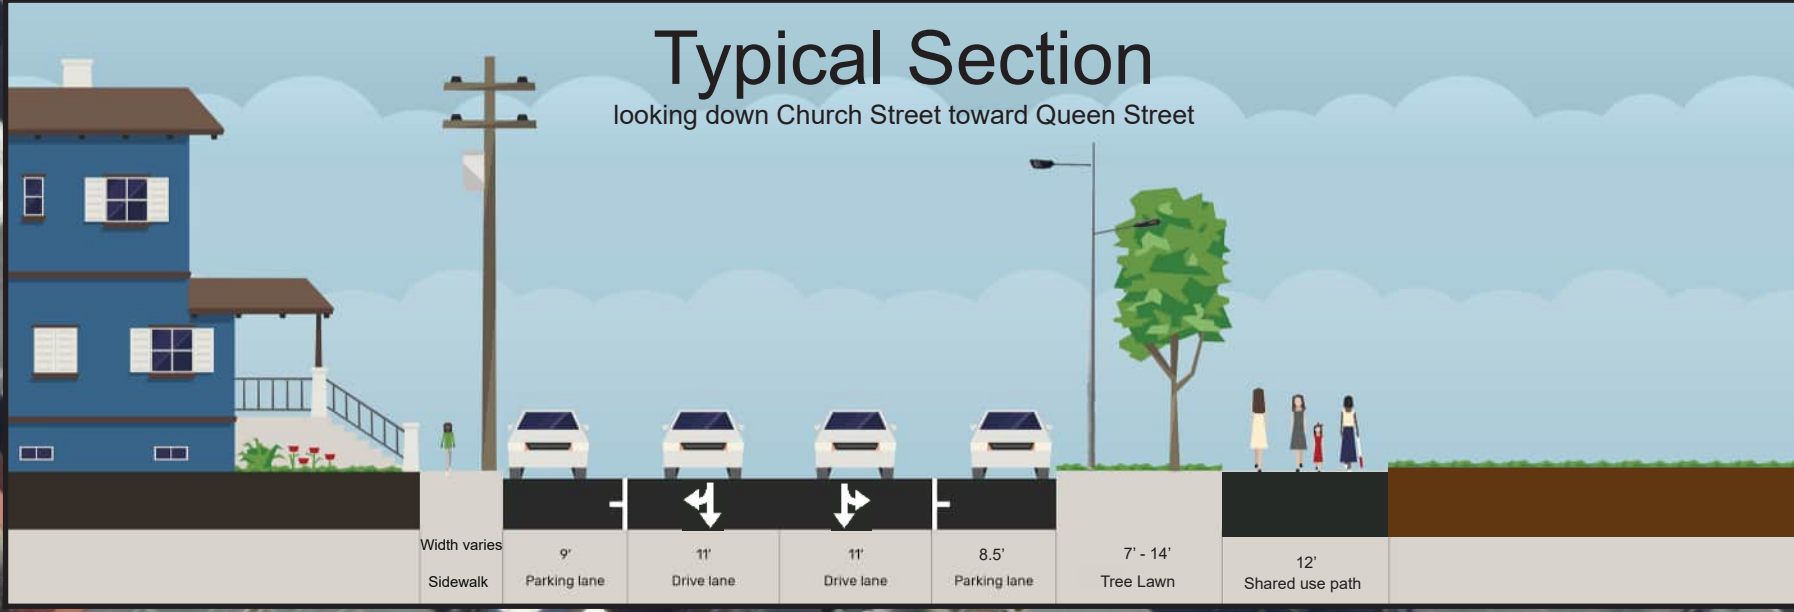 Typical Section
looking down Church Street toward Queen Street
Width varies
Sidewalk
9'
Parking lane
11'
Drive lane
11'
Drive lane
8.5’
Parking lane
7’ - 14’
Tree Lawn
12’
Shared use path